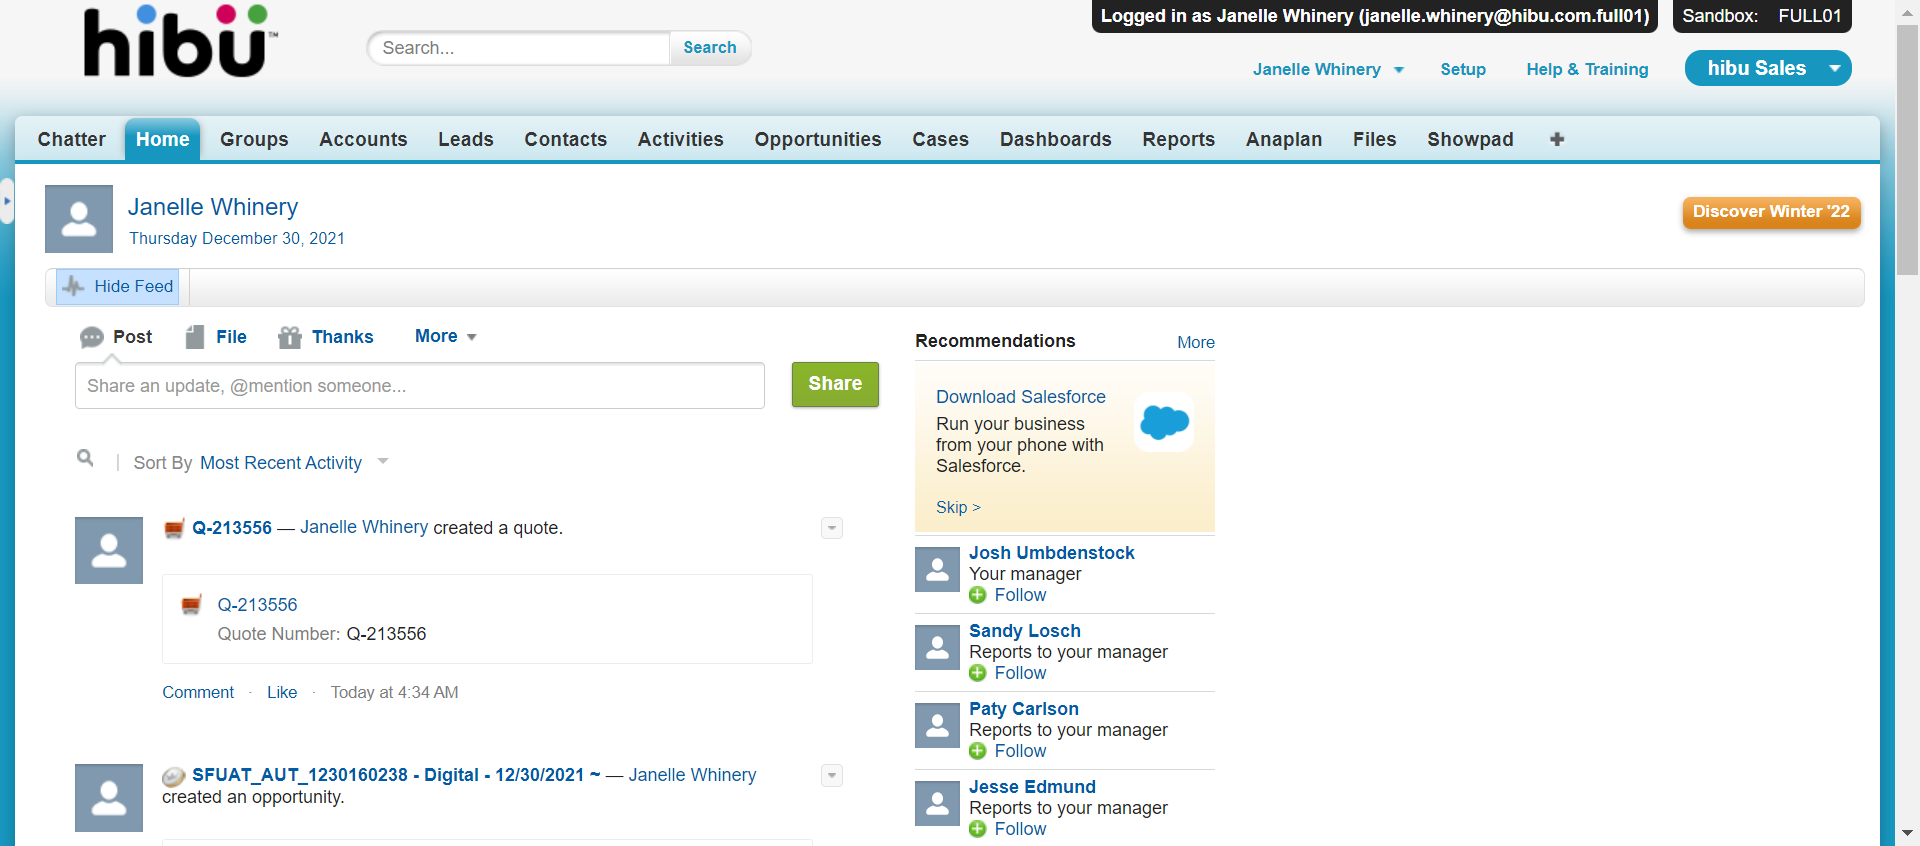 Logged in as Janelle Whinery (janelle.whinery@hibu.com.full01)
Sandbox: FULL01
hibu™
Search...
Search
Janelle Whinery
Setup
Help & Training
hibu Sales
Chatter
Home
Groups
Accounts
Leads
Contacts
Activities
Opportunities
Cases
Dashboards
Reports
Anaplan
Files
Showpad
Janelle Whinery
Thursday December 30, 2021
Discover Winter '22
Hide Feed
Post
File
Thanks
More
Share an update, @mention someone...
Share
Sort By Most Recent Activity
Q-213556 — Janelle Whinery created a quote.
Q-213556
Quote Number: Q-213556
Comment · Like · Today at 4:34 AM
SFUAT_AUT_1230160238 - Digital - 12/30/2021 ~ — Janelle Whinery
created an opportunity.
Recommendations
More
Download Salesforce
Run your business
from your phone with
Salesforce.
Skip >
Josh Umbdenstock
Your manager
Follow
Sandy Losch
Reports to your manager
Follow
Paty Carlson
Reports to your manager
Follow
Jesse Edmund
Reports to your manager
Follow